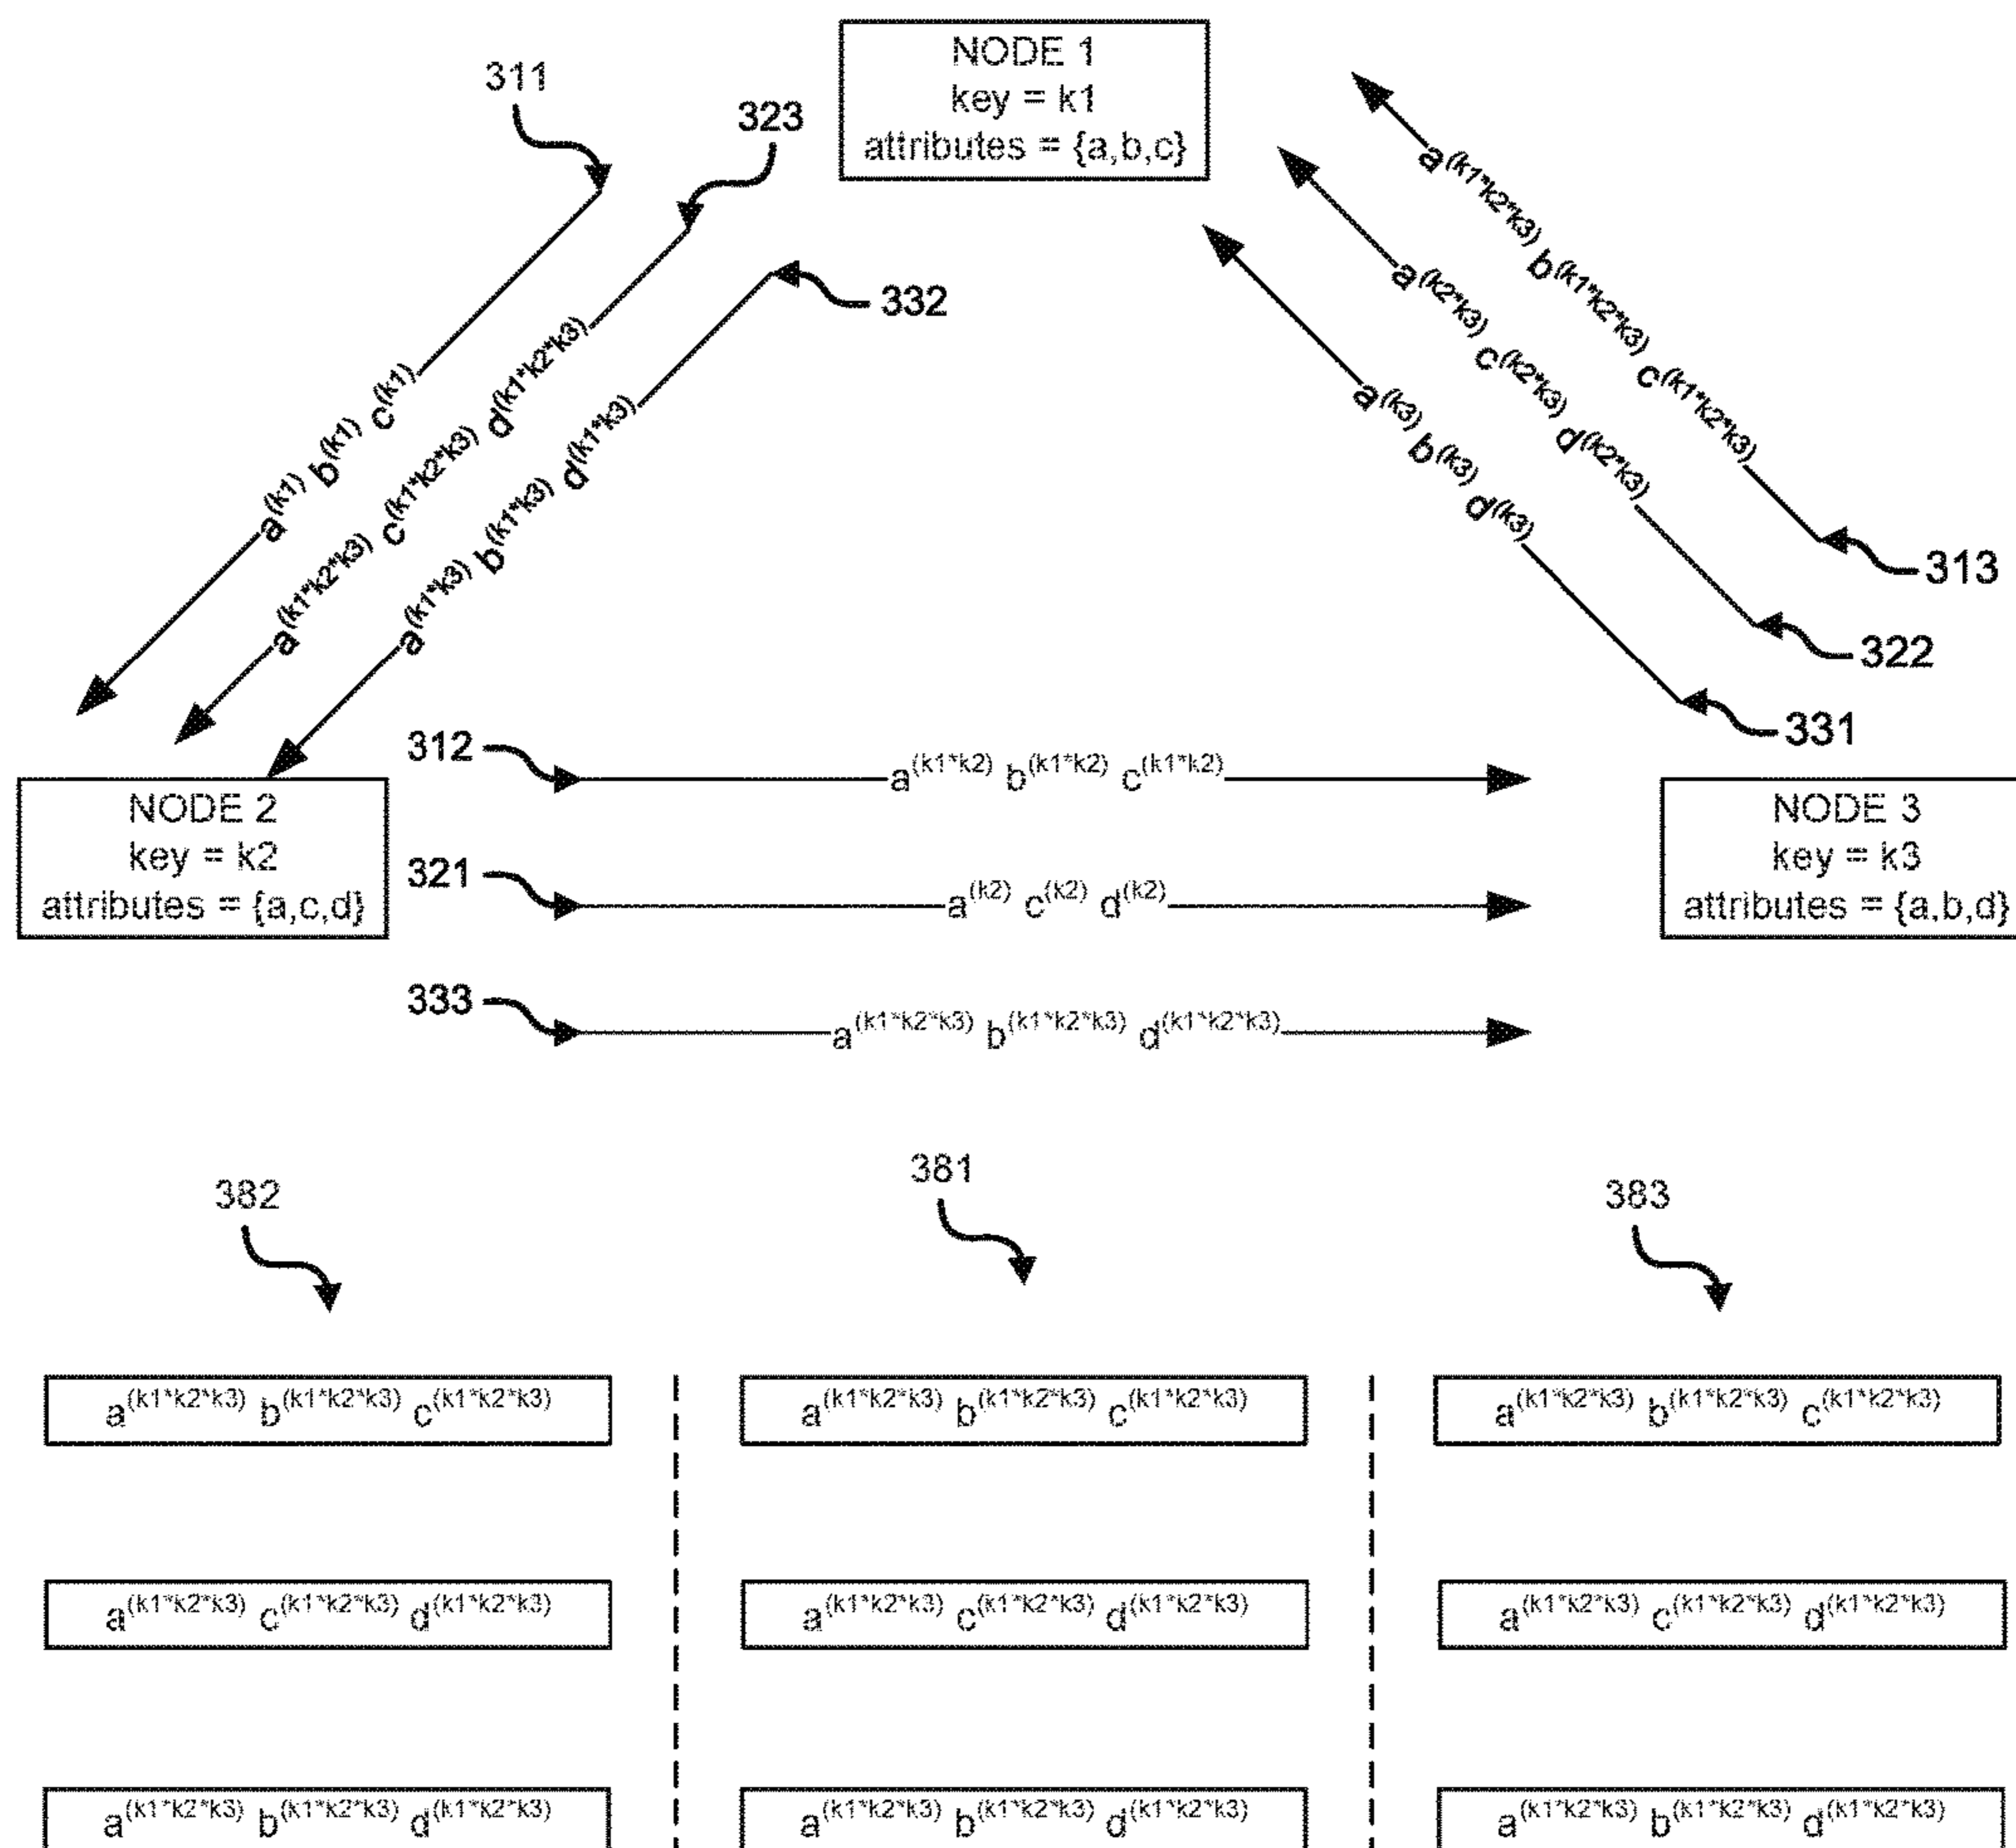 NODE 1
key = k1
attributes = {a,b,c}
311
323
332
a^(k1) b^(k1) c^(k1)
a^(k1*k2*k3) c^(k1*k2*k3) d^(k1*k2*k3)
a^(k1*k3) b^(k1*k3) d^(k1*k3)
a^(k1*k2*k3) b^(k1*k2*k3) c^(k1*k2*k3)
a^(k2*k3) c^(k2*k3) d^(k2*k3)
a^(k3) b^(k3) d^(k3)
313
322
331
NODE 2
key = k2
attributes = {a,c,d}
312
a^(k1*k2) b^(k1*k2) c^(k1*k2)
321
a^(k2) c^(k2) d^(k2)
333
a^(k1*k2*k3) b^(k1*k2*k3) d^(k1*k2*k3)
NODE 3
key = k3
attributes = {a,b,d}
382
381
383
a^(k1*k2*k3) b^(k1*k2*k3) c^(k1*k2*k3)
a^(k1*k2*k3) b^(k1*k2*k3) c^(k1*k2*k3)
a^(k1*k2*k3) b^(k1*k2*k3) c^(k1*k2*k3)
a^(k1*k2*k3) c^(k1*k2*k3) d^(k1*k2*k3)
a^(k1*k2*k3) c^(k1*k2*k3) d^(k1*k2*k3)
a^(k1*k2*k3) c^(k1*k2*k3) d^(k1*k2*k3)
a^(k1*k2*k3) b^(k1*k2*k3) d^(k1*k2*k3)
a^(k1*k2*k3) b^(k1*k2*k3) d^(k1*k2*k3)
a^(k1*k2*k3) b^(k1*k2*k3) d^(k1*k2*k3)